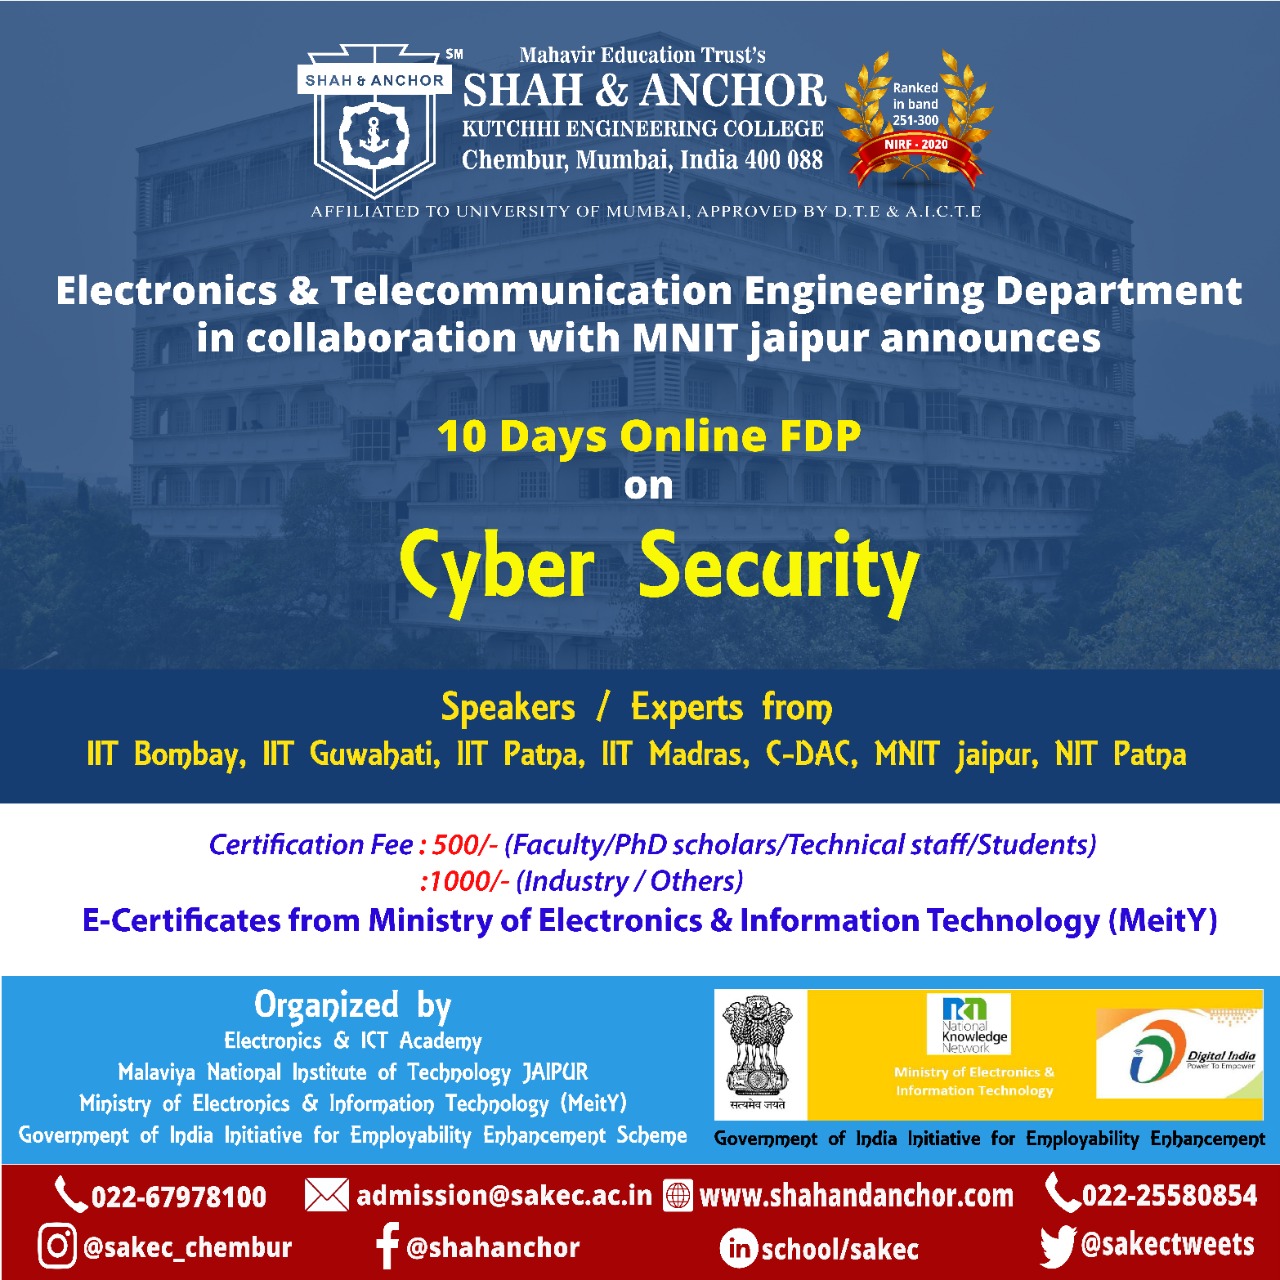 SHAH & ANCHOR
SM
Mahavir Education Trust's
SHAH & ANCHOR
KUTCHHI ENGINEERING COLLEGE
Chembur, Mumbai, India 400 088
Ranked
in band
251-300
NIRF - 2020
AFFILIATED TO UNIVERSITY OF MUMBAI, APPROVED BY D.T.E & A.I.C.T.E
Electronics & Telecommunication Engineering Department
in collaboration with MNIT jaipur announces
10 Days Online FDP
on
Cyber Security
Speakers / Experts from
IIT Bombay, IIT Guwahati, IIT Patna, IIT Madras, C-DAC, MNIT jaipur, NIT Patna
Certification Fee : 500/- (Faculty/PhD scholars/Technical staff/Students)
:1000/- (Industry / Others)
E-Certificates from Ministry of Electronics & Information Technology (MeitY)
Organized by
Electronics & ICT Academy
Malaviya National Institute of Technology JAIPUR
Ministry of Electronics & Information Technology (MeitY)
Government of India Initiative for Employability Enhancement Scheme
सत्यमेव जयते
National
Knowledge
Network
Ministry of Electronics &
Information Technology
Digital India
Power To Empower
Government of India Initiative for Employability Enhancement
022-67978100
admission@sakec.ac.in
www.shahandanchor.com
022-25580854
@sakec_chembur
@shahanchor
in school/sakec
@sakectweets